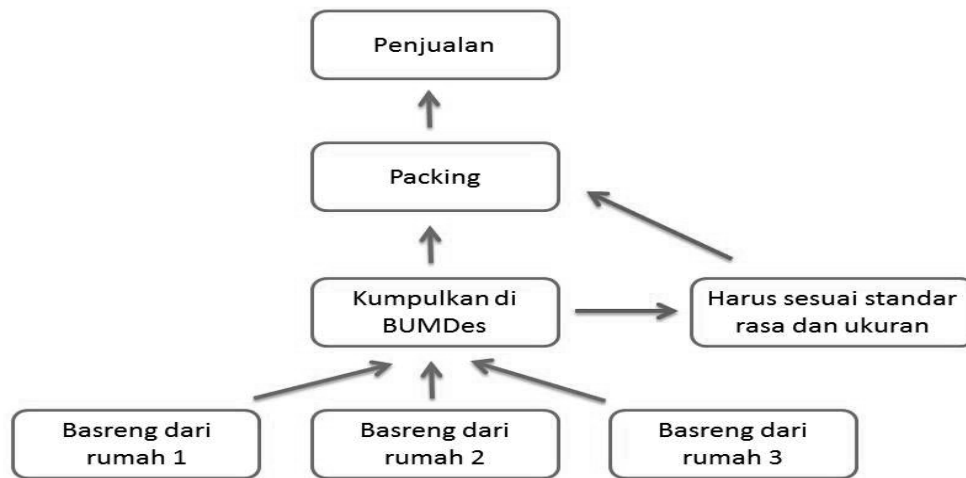 Penjualan
Packing
Kumpulkan di
BUMDes
Harus sesuai standar
rasa dan ukuran
Basreng dari
rumah 1
Basreng dari
rumah 2
Basreng dari
rumah 3